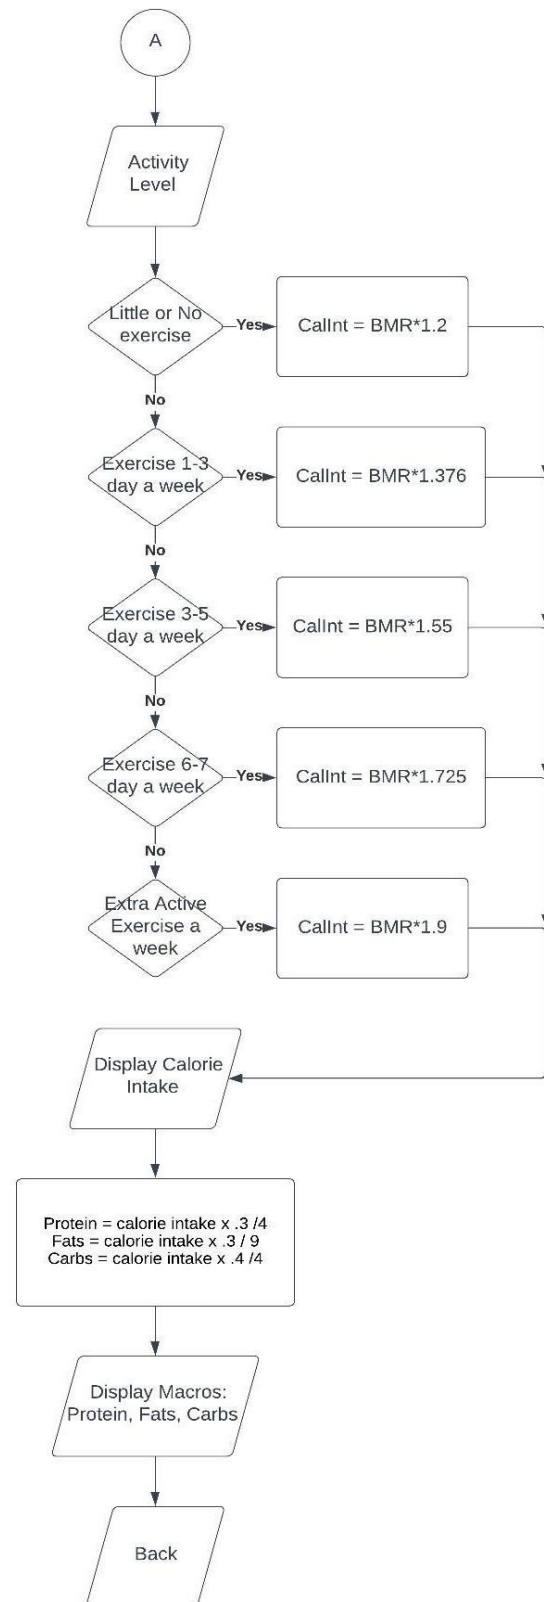 A
Activity
Level
Little or No
exercise
Yes
CalInt = BMR*1.2
No
Exercise 1-3
day a week
Yes
CalInt = BMR*1.376
No
Exercise 3-5
day a week
Yes
CalInt = BMR*1.55
No
Exercise 6-7
day a week
Yes
CalInt = BMR*1.725
No
Extra Active
Exercise a
week
Yes
CalInt = BMR*1.9
Display Calorie
Intake
Protein = calorie intake x .3 /4
Fats = calorie intake x .3 / 9
Carbs = calorie intake x .4 /4
Display Macros:
Protein, Fats, Carbs
Back